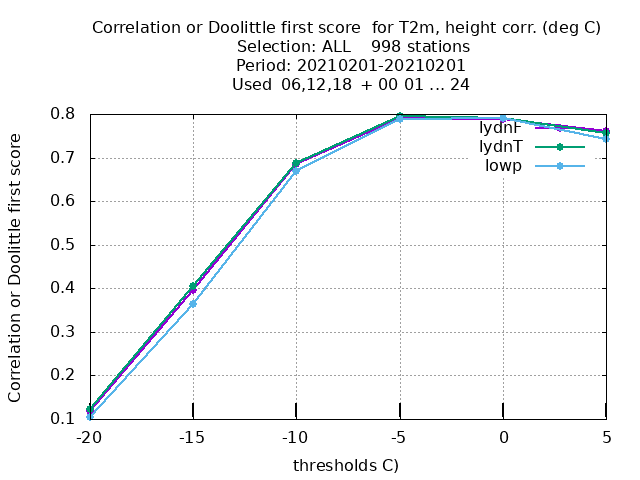 Correlation or Doolittle first score  for T2m, height corr. (deg C)
Selection: ALL    998 stations
Period: 20210201-20210201
Used  06,12,18  + 00 01 ... 24
Correlation or Doolittle first score
0.8
0.7
0.6
0.5
0.4
0.3
0.2
0.1
lydnF
lydnT
lowp
-20 -15 -10 -5 0 5
thresholds C)